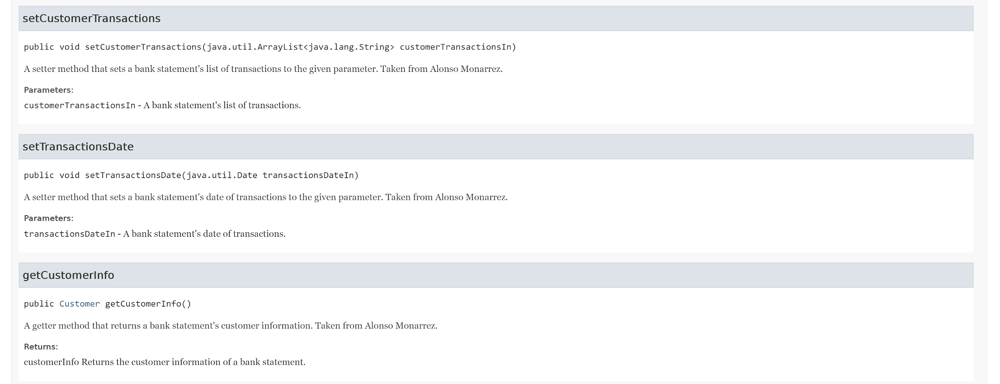 setCustomerTransactions
public void setCustomerTransactions(java.util.ArrayList<java.lang.String> customerTransactionsIn)
A setter method that sets a bank statement's list of transactions to the given parameter. Taken from Alonso Monarrez.
Parameters:
customerTransactionsIn - A bank statement's list of transactions.
setTransactionsDate
public void setTransactionsDate(java.util.Date transactionsDateIn)
A setter method that sets a bank statement's date of transactions to the given parameter. Taken from Alonso Monarrez.
Parameters:
transactionsDateIn - A bank statement's date of transactions.
getCustomerInfo
public Customer getCustomerInfo()
A getter method that returns a bank statement's customer information. Taken from Alonso Monarrez.
Returns:
customerInfo Returns the customer information of a bank statement.